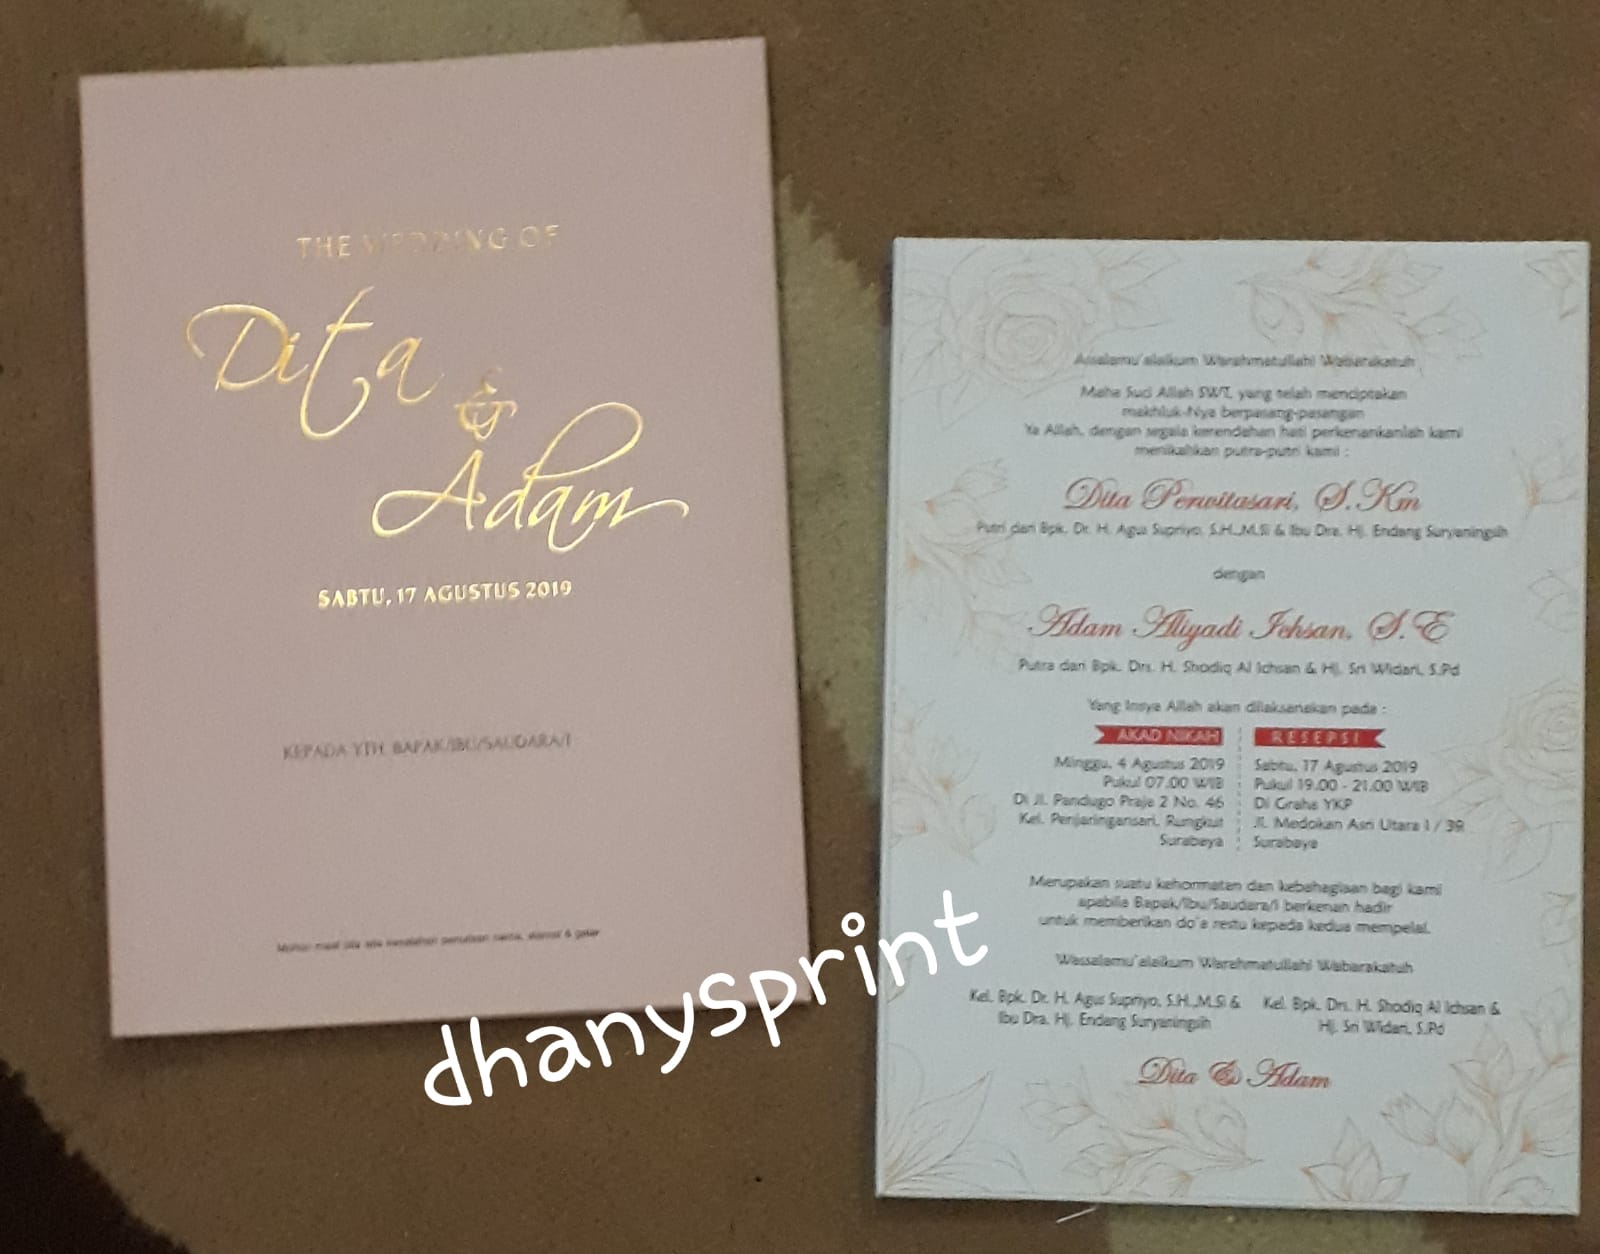 THE WEDDING OF
Dita
&
Adam
SABTU, 17 AGUSTUS 2019
KEPADA YTH. BAPAK/IBU/SAUDARA/I
Mohon maaf bila ada kesalahan penulisan nama, alamat & gelar
dhanysprint
Assalamu'alaikum Warahmatullahi Wabarakatuh
Maha Suci Allah SWT, yang telah menciptakan
makhluk-Nya berpasang-pasangan
Ya Allah, dengan segala kerendahan hati perkenankanlah kami
menikahkan putra-putri kami :
Dita Perwitasari, S.Km
Putri dari Bpk. Dr. H. Agus Supriyo, S.H.,M.Si & Ibu Dra. Hj. Endang Suryaningsih
dengan
Adam Aliyadi Ichsan, S.E
Putra dari Bpk. Drs. H. Shodiq Al Ichsan & Hj. Sri Widari, S.Pd
Yang Insya Allah akan dilaksanakan pada :
AKAD NIKAH
Minggu, 4 Agustus 2019
Pukul 07.00 WIB
Di Jl. Pandugo Praja 2 No. 46
Kel. Penjaringansari, Rungkut
Surabaya
RESEPSI
Sabtu, 17 Agustus 2019
Pukul 19.00 - 21.00 WIB
Di Graha YKP
Jl. Medokan Asri Utara I / 39
Surabaya
Merupakan suatu kehormatan dan kebahagiaan bagi kami
apabila Bapak/Ibu/Saudara/i berkenan hadir
untuk memberikan do'a restu kepada kedua mempelai.
Wassalamu'alaikum Warahmatullahi Wabarakatuh
Kel. Bpk. Dr. H. Agus Supriyo, S.H.,M.Si &
Ibu Dra. Hj. Endang Suryaningsih
Kel. Bpk. Drs. H. Shodiq Al Ichsan &
Hj. Sri Widari, S.Pd
Dita & Adam